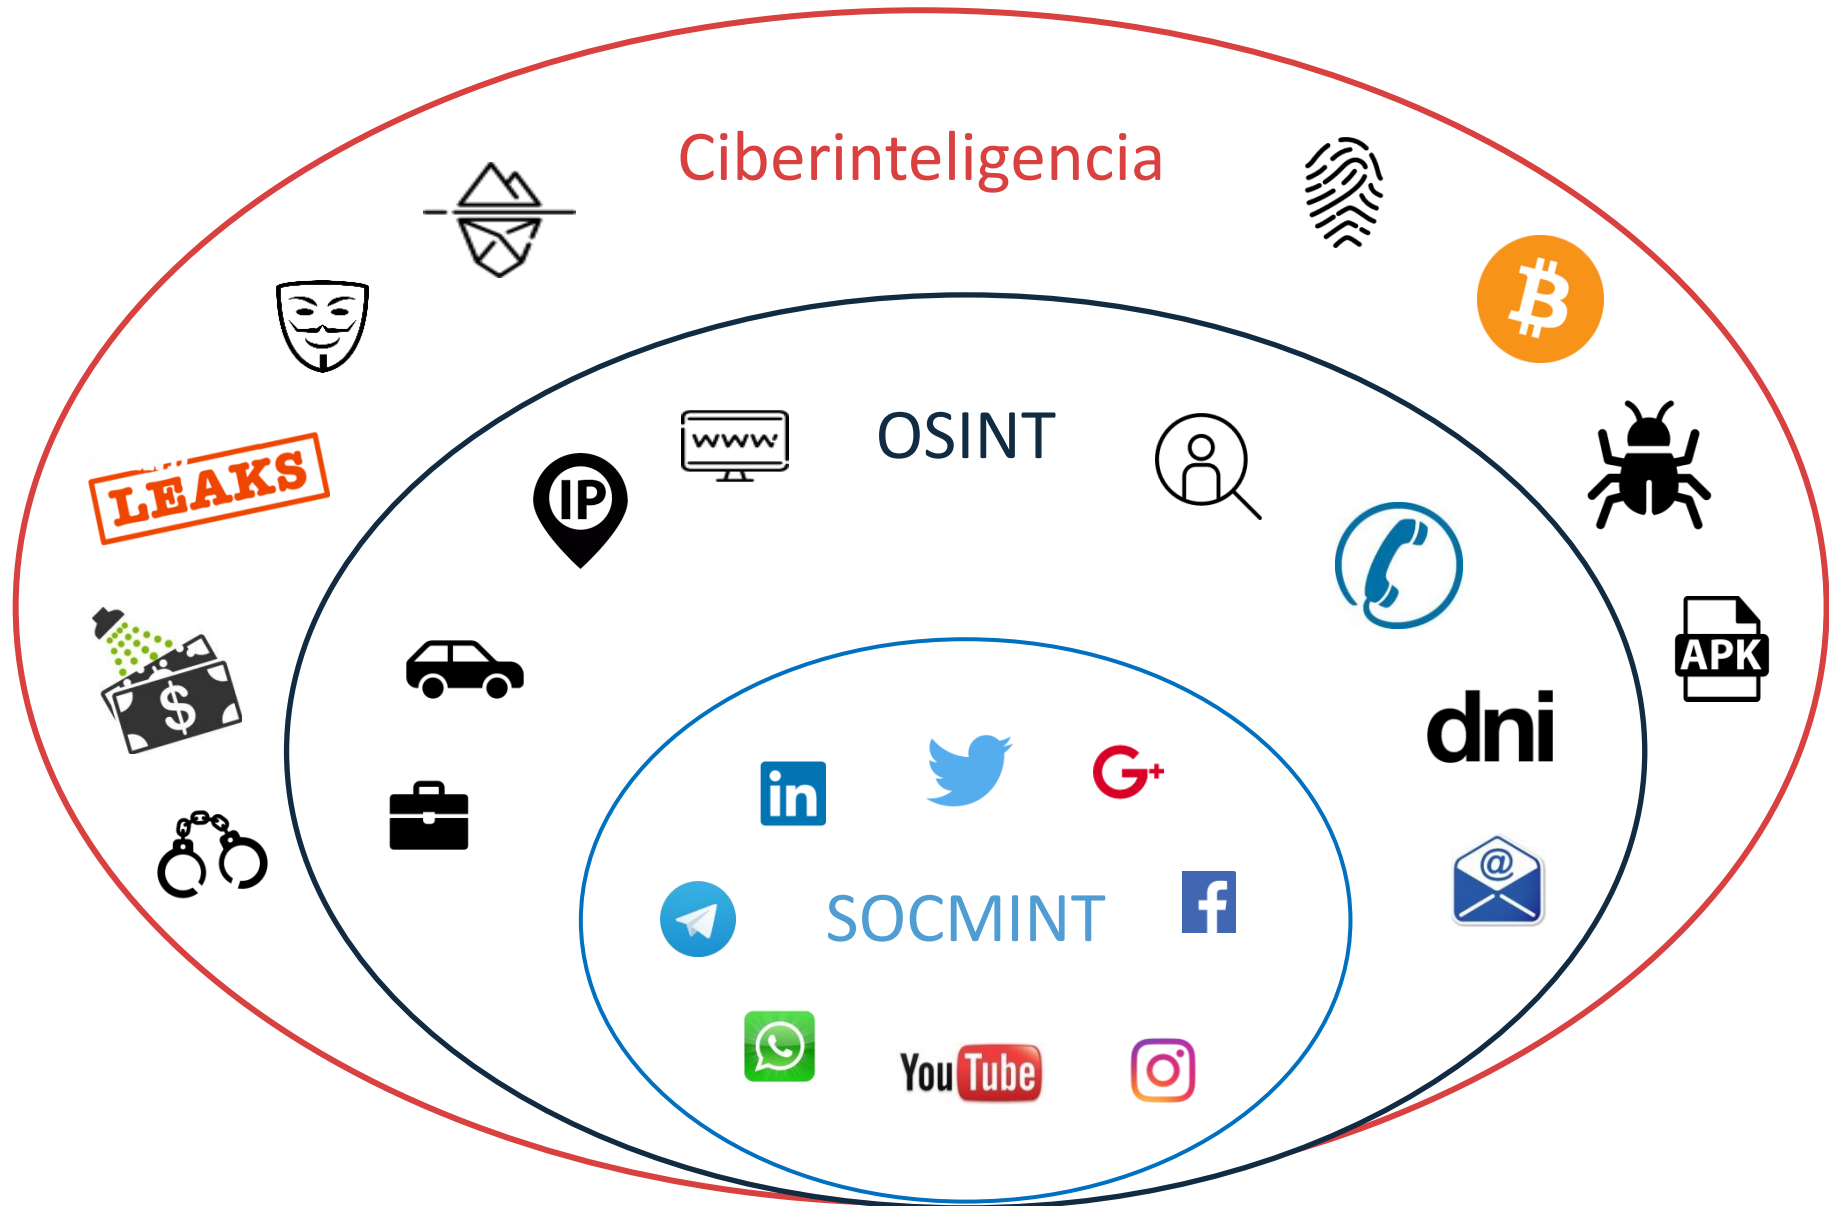 Ciberinteligencia
LEAKS
www
OSINT
IP
APK
dni
in
G+
SOCMINT
f
@
YouTube
$